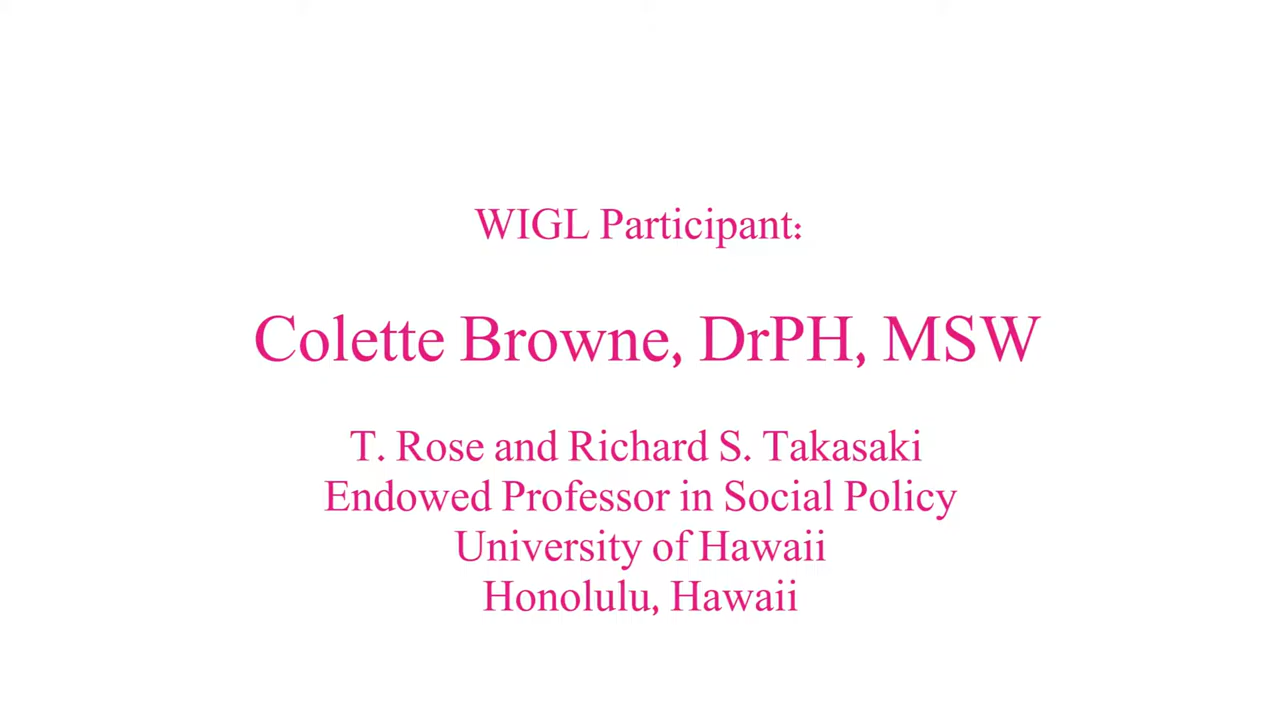 WIGL Participant:
Colette Browne, DrPH, MSW
T. Rose and Richard S. Takasaki
Endowed Professor in Social Policy
University of Hawaii
Honolulu, Hawaii